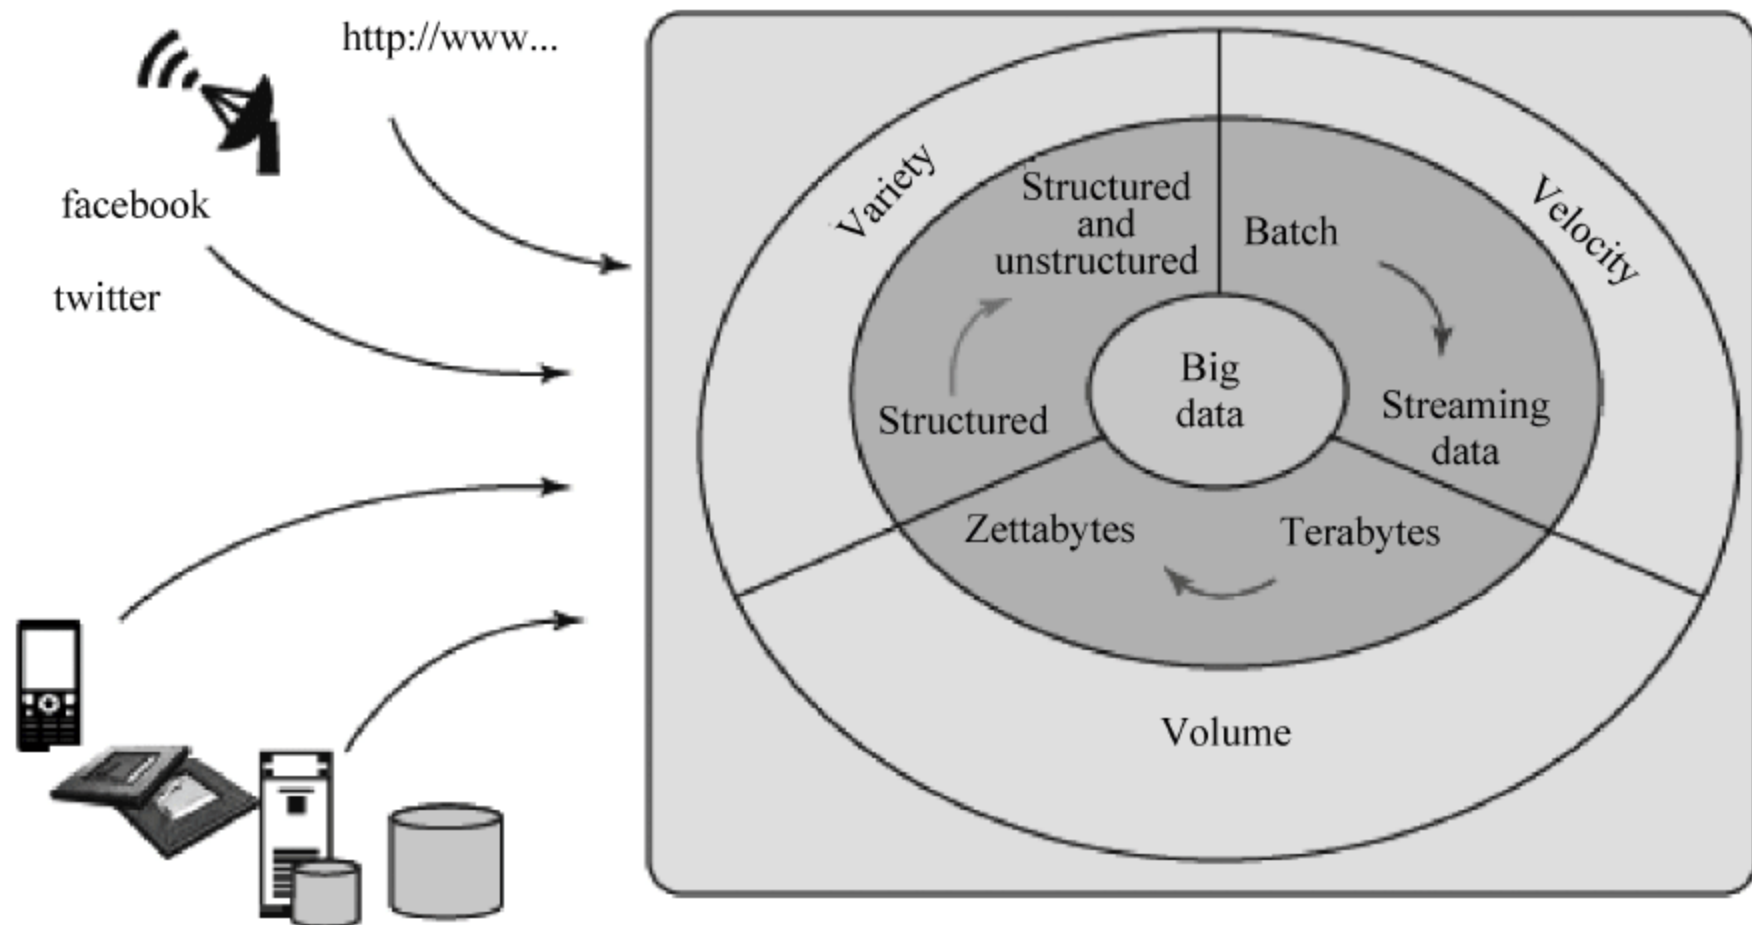 http://www...
facebook
twitter
Variety
Structured
and
unstructured
Structured
Batch
Streaming
data
Velocity
Big
data
Zettabytes
Terabytes
Volume